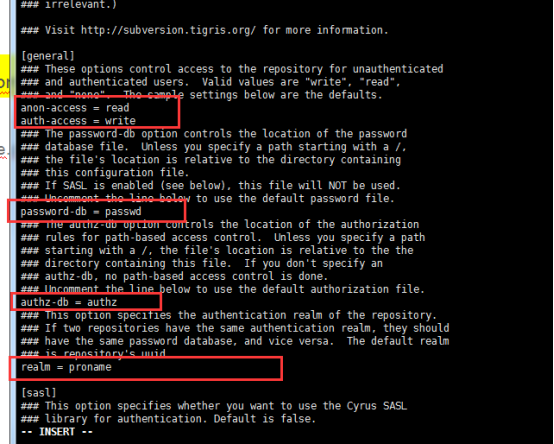 ### irrelevant.)
### Visit http://subversion.tigris.org/ for more information.
[general]
### These options control access to the repository for unauthenticated
### and authenticated users.  Valid values are "write", "read",
### and "none".  The sample settings below are the defaults.
anon-access = read
auth-access = write
### The password-db option controls the location of the password
### database file.  Unless you specify a path starting with a /,
### the file's location is relative to the directory containing
### this configuration file.
### If SASL is enabled (see below), this file will NOT be used.
### Uncomment the line below to use the default password file.
password-db = passwd
### The authz-db option controls the location of the authorization
### rules for path-based access control.  Unless you specify a path
### starting with a /, the file's location is relative to the the
### directory containing this file.  If you don't specify an
### authz-db, no path-based access control is done.
### Uncomment the line below to use the default authorization file.
authz-db = authz
### This option specifies the authentication realm of the repository.
### If two repositories have the same authentication realm, they should
### have the same password database, and vice versa.  The default realm
### is repository's uuid
realm = proname
[sasl]
### This option specifies whether you want to use the Cyrus SASL
### library for authentication. Default is false.
-- INSERT --